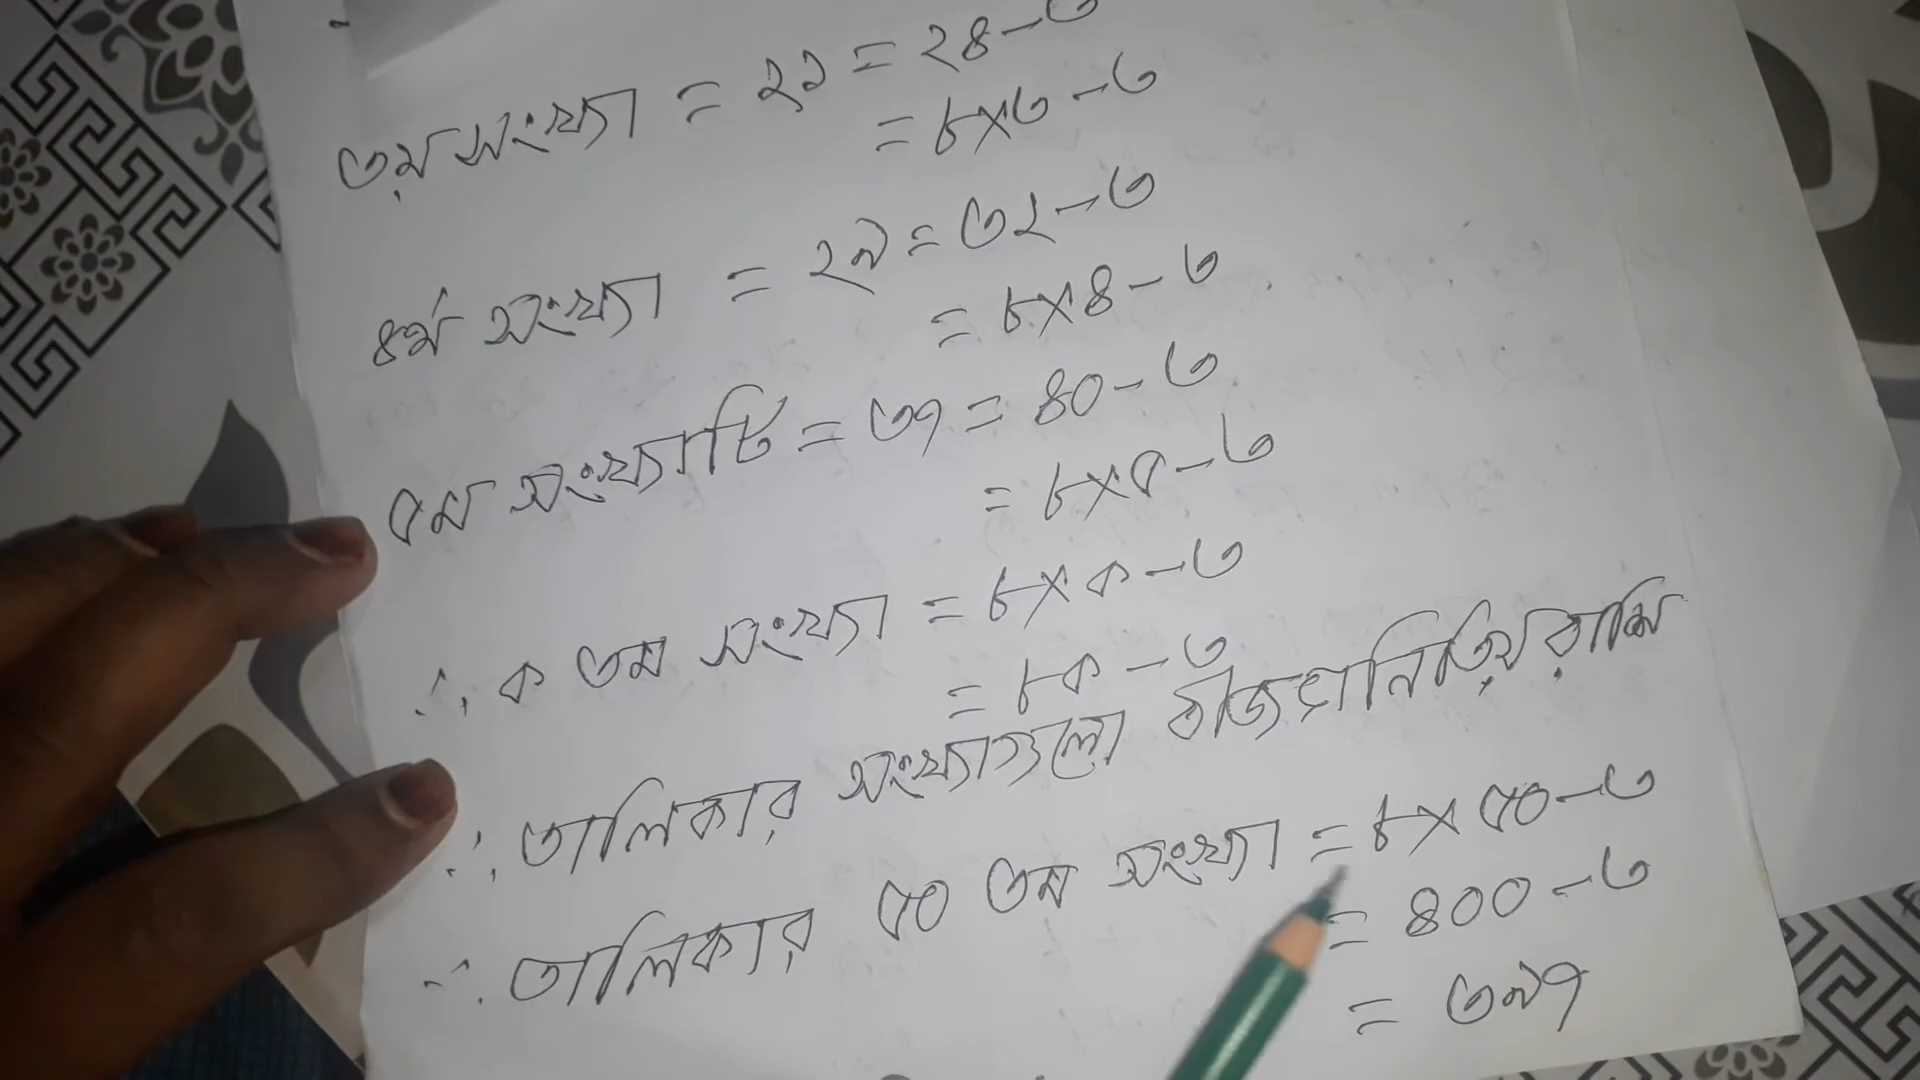 ৩য় সংখ্যা = ২১ = ২৪-৩
= ৮×৩-৩
৪র্থ সংখ্যা = ২৯ = ৩২-৩
= ৮×৪-৩
৫ম সংখ্যাটি = ৩৭ = ৪০-৩
= ৮×৫-৩
∴ ক তম সংখ্যা = ৮×ক-৩
= ৮ক-৩
∴ তালিকার সংখ্যাগুলো বীজগানিতিয় রাশি
∴ তালিকার ৫০ তম সংখ্যা = ৮×৫০-৩
= ৪০০-৩
= ৩৯৭